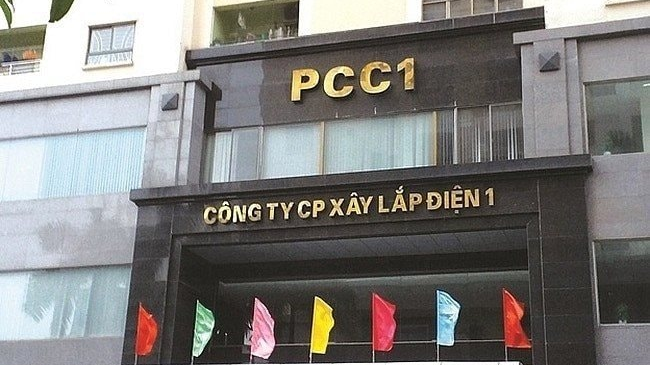 PCC1
CÔNG TY CP XÂY LẮP ĐIỆN 1